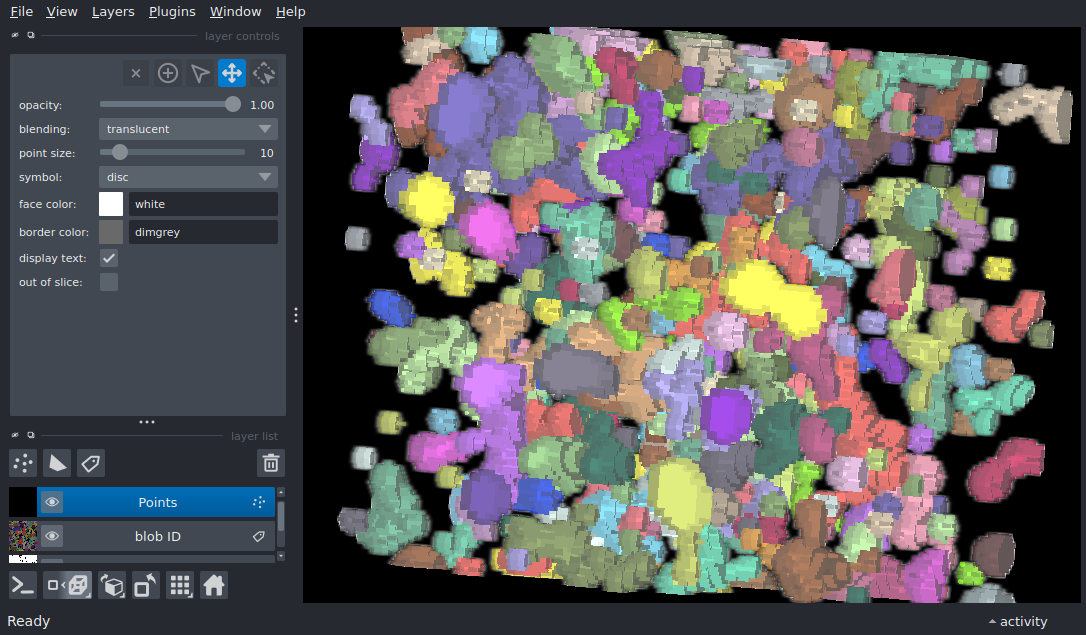 File View Layers Plugins Window Help
layer controls
opacity: 1.00
blending: translucent
point size: 10
symbol: disc
face color: white
border color: dimgrey
display text:
out of slice:
layer list
Points
blob ID
Ready
activity